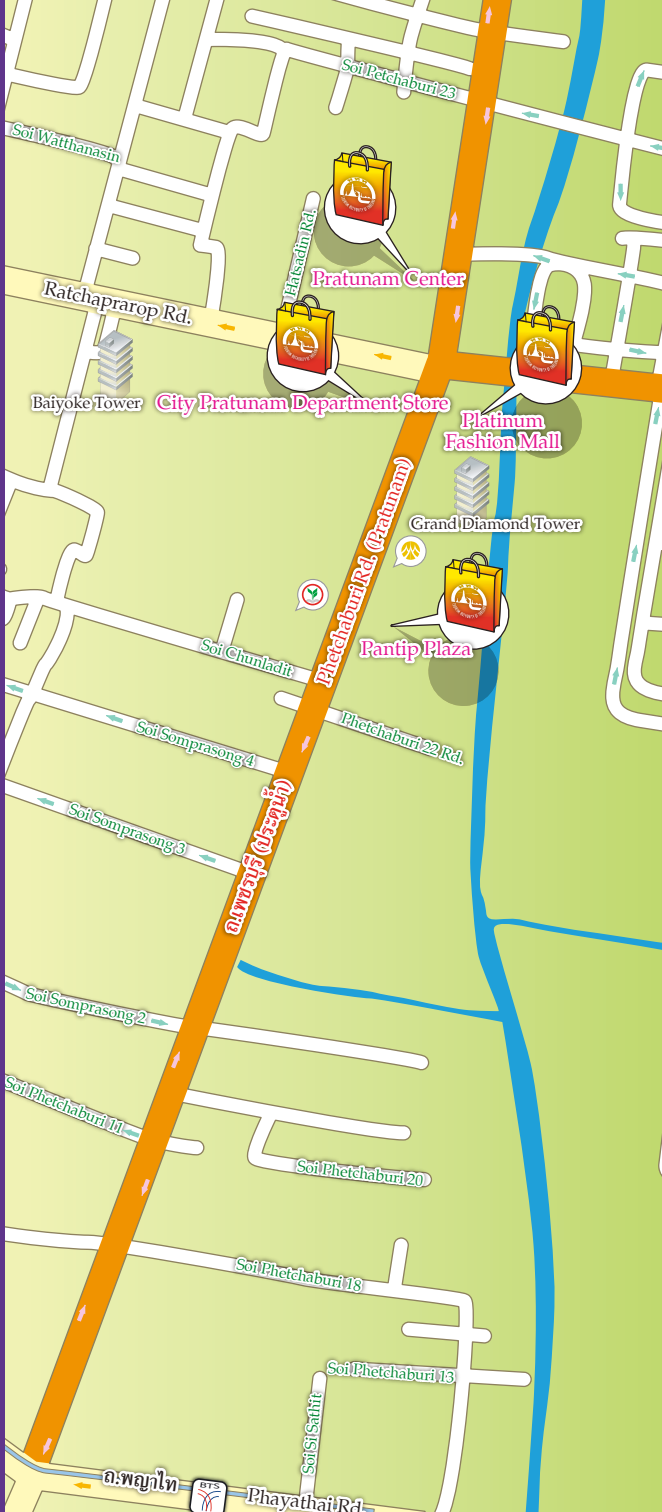 Soi Petchaburi 23
Soi Watthanasin
Hatsadin Rd.
Pratunam Center
Ratchaprarop Rd.
Baiyoke Tower
City Pratunam Department Store
Platinum
Fashion Mall
Phetchaburi Rd. (Pratunam)
Grand Diamond Tower
Pantip Plaza
Soi Chunladit
Phetchaburi 22 Rd.
Soi Somprasong 4
ถ.เพชรบุรี (ประตูน้ำ)
Soi Somprasong 3
Soi Somprasong 2
Soi Phetchaburi 11
Soi Phetchaburi 20
Soi Phetchaburi 18
Soi Phetchaburi 13
Soi Si Sathit
ถ.พญาไท
BTS
Phayathai Rd